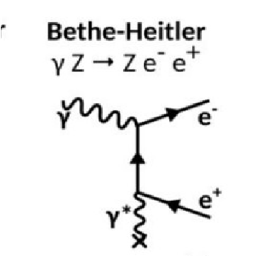 r
Bethe-Heitler
γ Z → Z e⁻ e⁺
γ
e⁻
e⁺
γ*